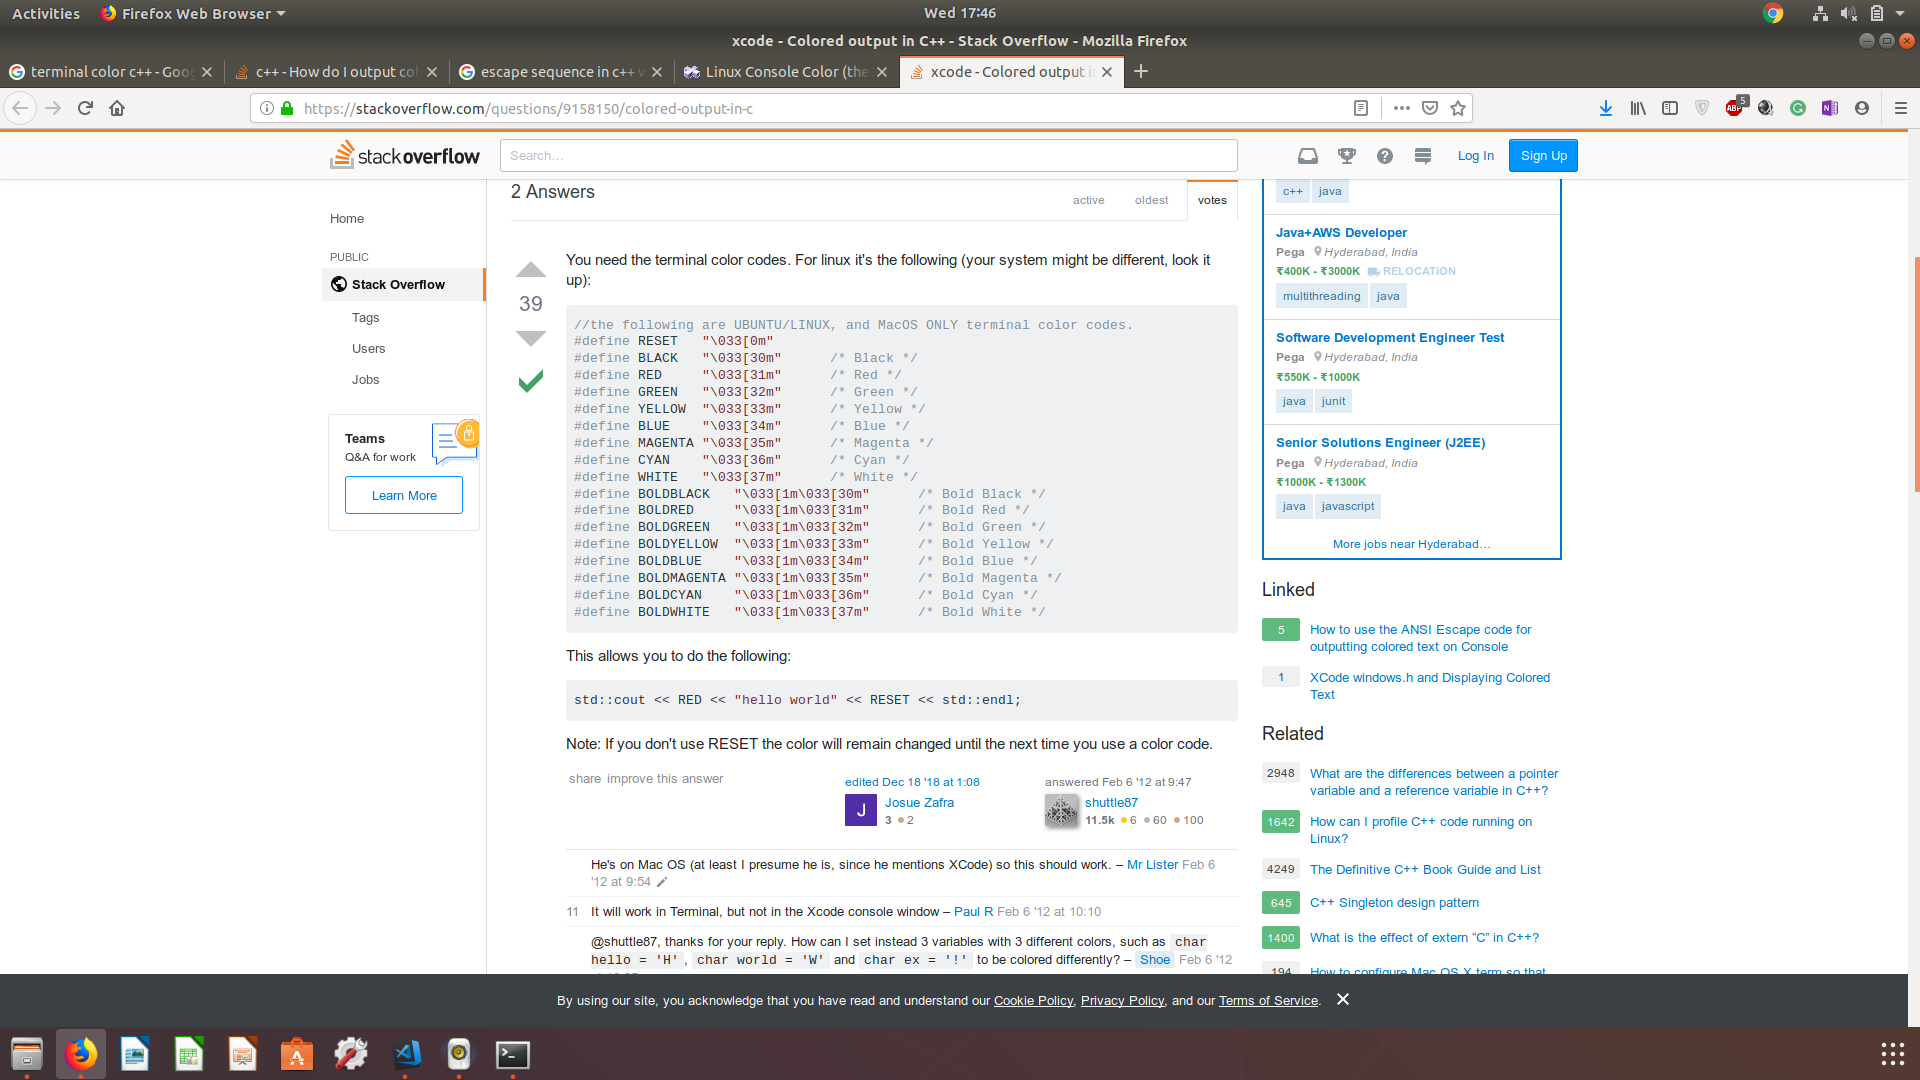 Activities
Firefox Web Browser
Wed 17:46
xcode - Colored output in C++ - Stack Overflow - Mozilla Firefox
terminal color c++ - Goo
c++ - How do I output col
escape sequence in c++ w
Linux Console Color (the
xcode - Colored output i
https://stackoverflow.com/questions/9158150/colored-output-in-c
ABP
5
stackoverflow
Search…
Log In
Sign Up
Home
PUBLIC
Stack Overflow
Tags
Users
Jobs
Teams
Q&A for work
Learn More
2 Answers
active
oldest
votes
39
You need the terminal color codes. For linux it's the following (your system might be different, look it
up):
//the following are UBUNTU/LINUX, and MacOS ONLY terminal color codes.
#define RESET   "\033[0m"
#define BLACK   "\033[30m"      /* Black */
#define RED     "\033[31m"      /* Red */
#define GREEN   "\033[32m"      /* Green */
#define YELLOW  "\033[33m"      /* Yellow */
#define BLUE    "\033[34m"      /* Blue */
#define MAGENTA "\033[35m"      /* Magenta */
#define CYAN    "\033[36m"      /* Cyan */
#define WHITE   "\033[37m"      /* White */
#define BOLDBLACK   "\033[1m\033[30m"      /* Bold Black */
#define BOLDRED     "\033[1m\033[31m"      /* Bold Red */
#define BOLDGREEN   "\033[1m\033[32m"      /* Bold Green */
#define BOLDYELLOW  "\033[1m\033[33m"      /* Bold Yellow */
#define BOLDBLUE    "\033[1m\033[34m"      /* Bold Blue */
#define BOLDMAGENTA "\033[1m\033[35m"      /* Bold Magenta */
#define BOLDCYAN    "\033[1m\033[36m"      /* Bold Cyan */
#define BOLDWHITE   "\033[1m\033[37m"      /* Bold White */
This allows you to do the following:
std::cout << RED << "hello world" << RESET << std::endl;
Note: If you don't use RESET the color will remain changed until the next time you use a color code.
share improve this answer
edited Dec 18 '18 at 1:08
J
Josue Zafra
3 ●2
answered Feb 6 '12 at 9:47
shuttle87
11.5k ●6 ●60 ●100
He's on Mac OS (at least I presume he is, since he mentions XCode) so this should work. – Mr Lister Feb 6
'12 at 9:54
11 It will work in Terminal, but not in the Xcode console window – Paul R Feb 6 '12 at 10:10
@shuttle87, thanks for your reply. How can I set instead 3 variables with 3 different colors, such as char
hello = 'H', char world = 'W' and char ex = '!' to be colored differently? – Shoe Feb 6 '12
c++ java
Java+AWS Developer
Pega Hyderabad, India
₹400K - ₹3000K RELOCATION
multithreading java
Software Development Engineer Test
Pega Hyderabad, India
₹550K - ₹1000K
java junit
Senior Solutions Engineer (J2EE)
Pega Hyderabad, India
₹1000K - ₹1300K
java javascript
More jobs near Hyderabad…
Linked
5 How to use the ANSI Escape code for
outputting colored text on Console
1 XCode windows.h and Displaying Colored
Text
Related
2948 What are the differences between a pointer
variable and a reference variable in C++?
1642 How can I profile C++ code running on
Linux?
4249 The Definitive C++ Book Guide and List
645 C++ Singleton design pattern
1400 What is the effect of extern “C” in C++?
194 How to configure Mac OS X term so that
By using our site, you acknowledge that you have read and understand our Cookie Policy, Privacy Policy, and our Terms of Service.